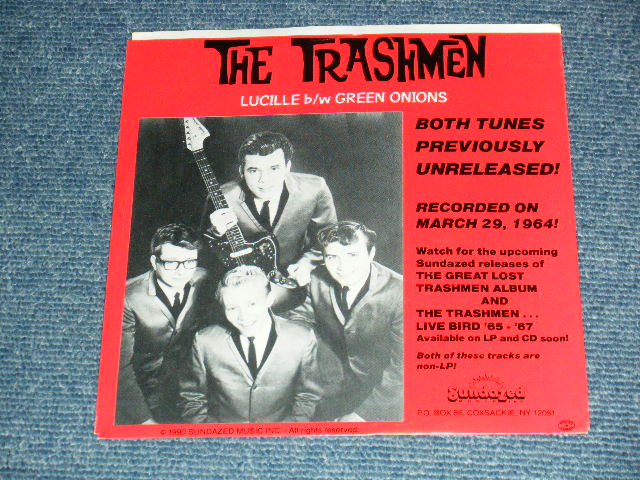 THE TRASHMEN
LUCILLE b/w GREEN ONIONS
BOTH TUNES
PREVIOUSLY
UNRELEASED!
RECORDED ON
MARCH 29, 1964!
Watch for the upcoming
Sundazed releases of
THE GREAT LOST
TRASHMEN ALBUM
AND
THE TRASHMEN . . .
LIVE BIRD '65 - '67
Available on LP and CD soon!
Both of these tracks are
non-LP!
Sundazed
P.O. BOX 85, COXSACKIE, NY 12051
© 1990 SUNDAZED MUSIC INC. - All rights reserved.